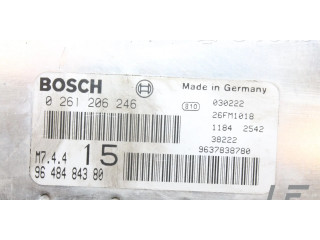 BOSCH
Made in Germany
0 261 206 246
e10
030222
26FM1018
1184 2542
38222
9637838780
M7.4.4 15
96 484 843 80